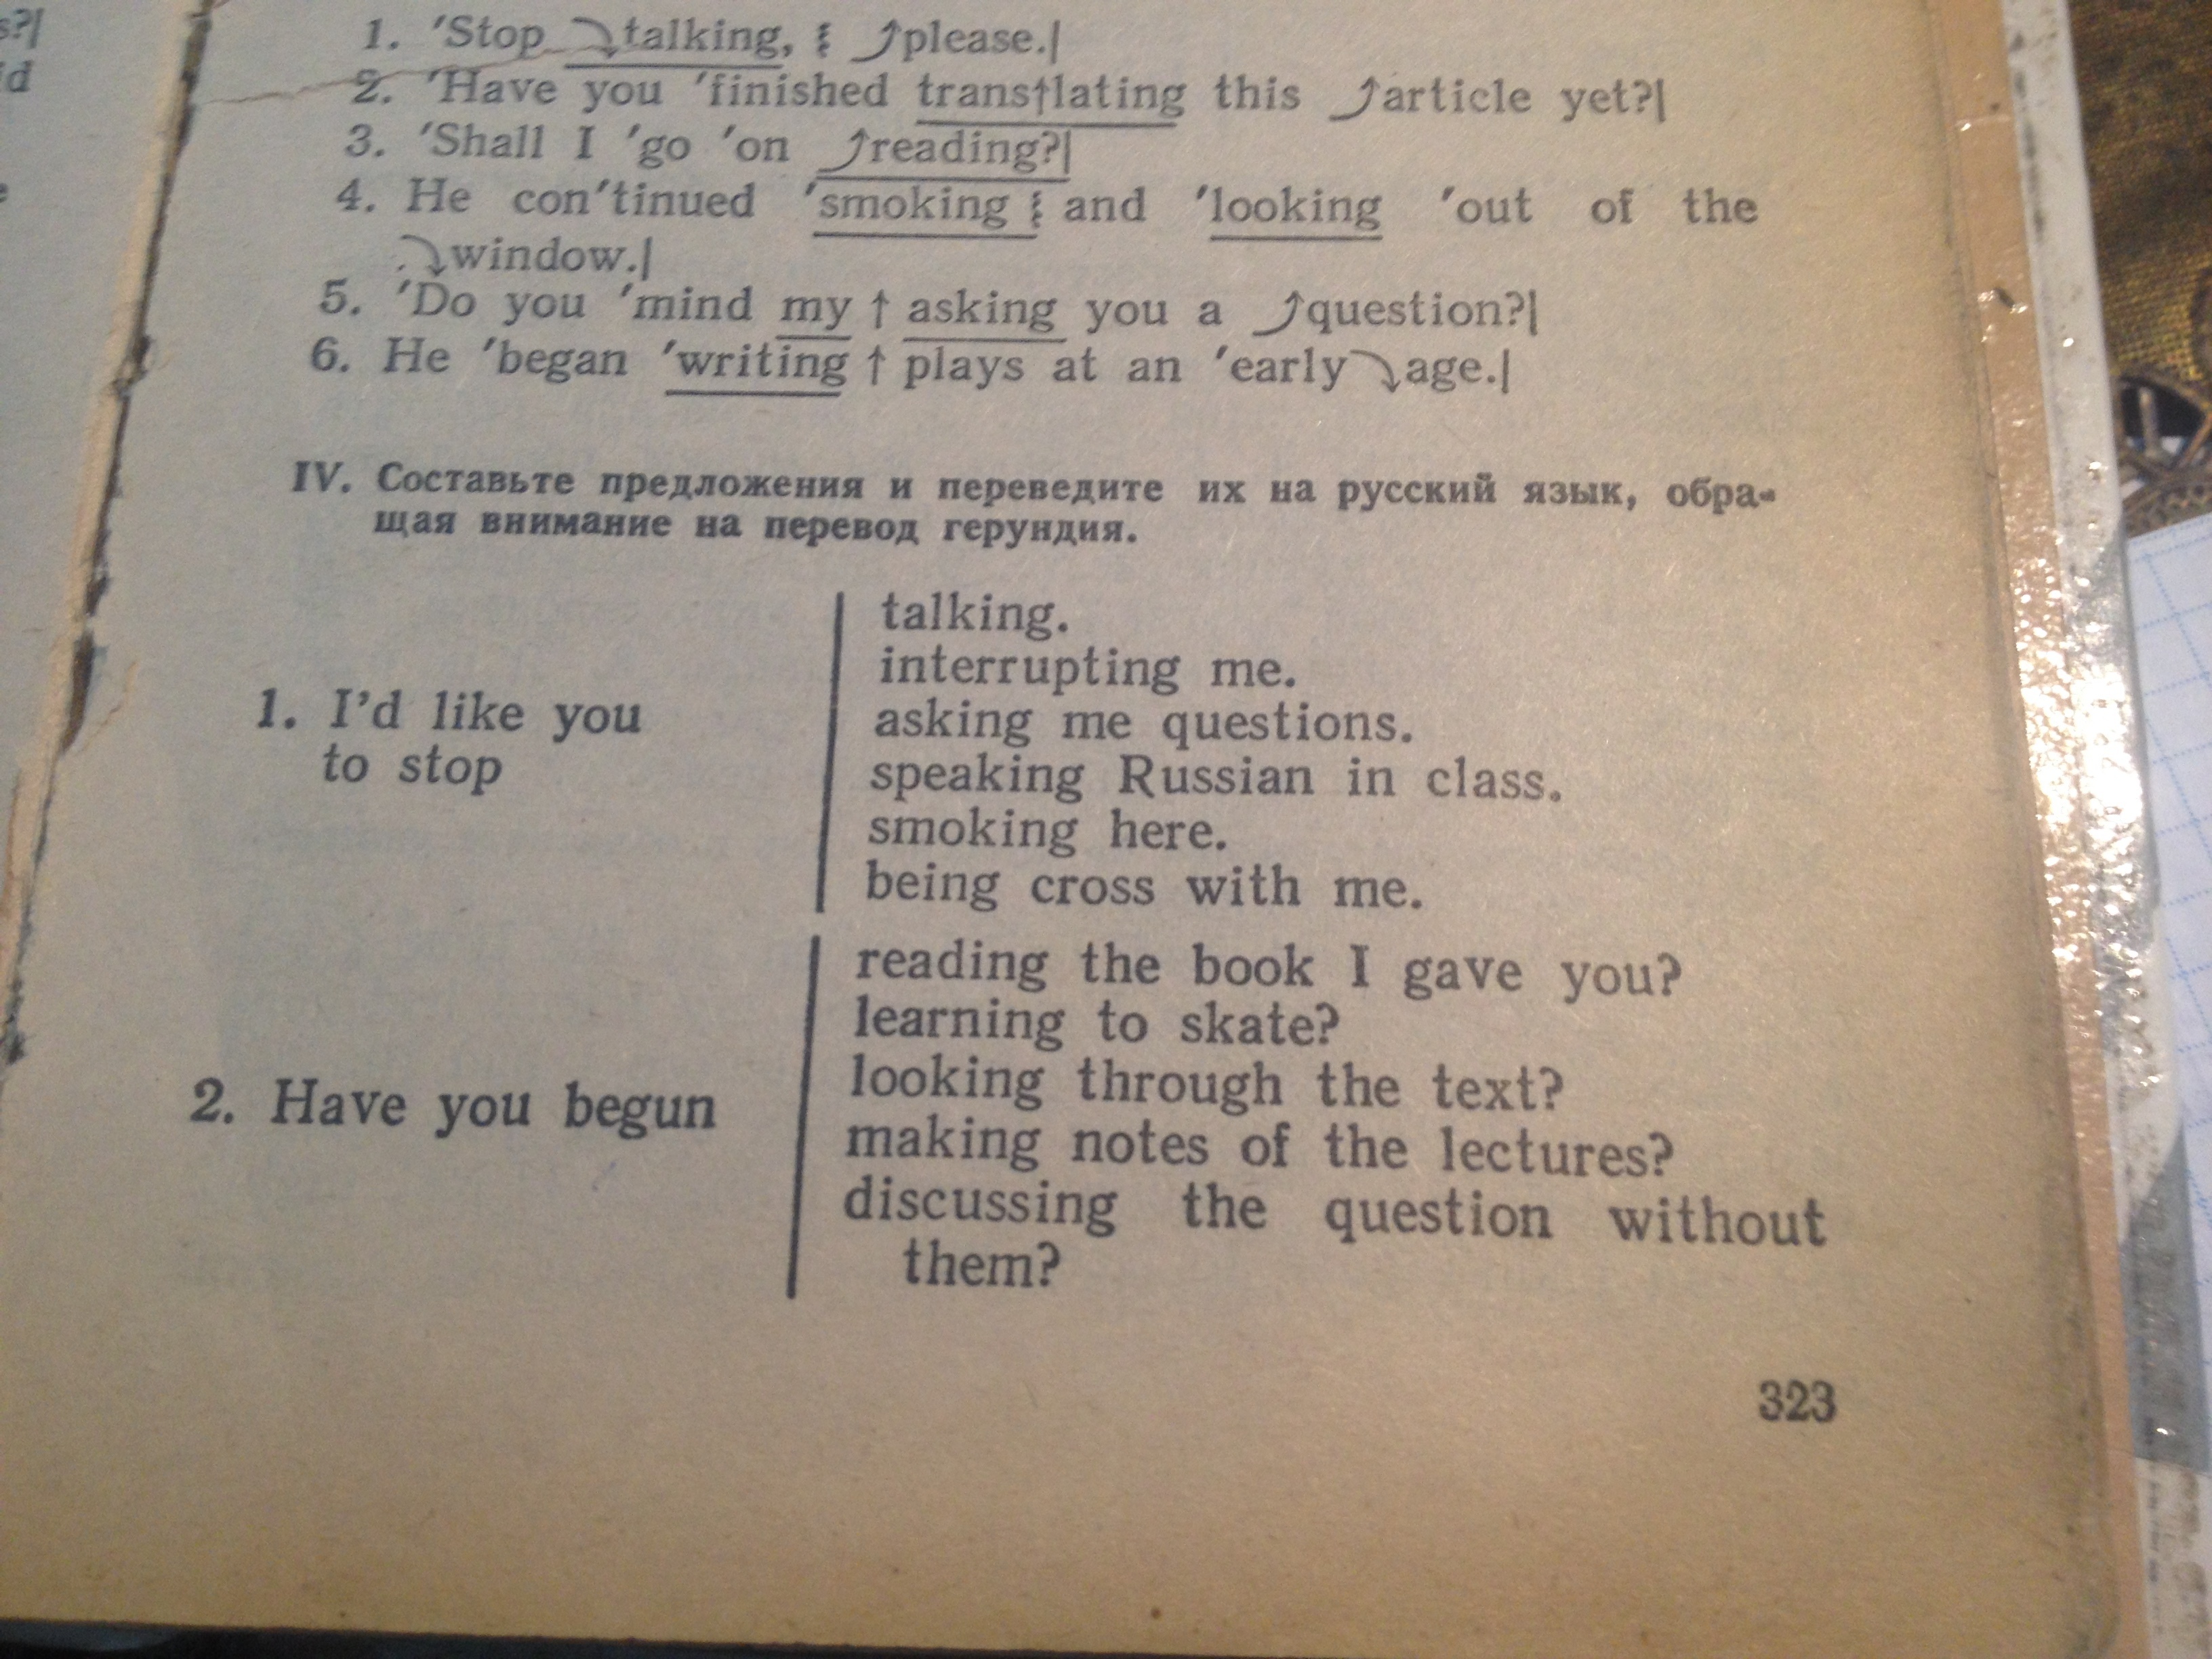 s?|
id
e
1. 'Stop ⤵talking, ⦚ ⤴please.|
2. 'Have you 'finished trans↑lating this ⤴article yet?|
3. 'Shall I 'go 'on ⤴reading?|
4. He con'tinued 'smoking ⦚ and 'looking 'out of the
⤵window.|
5. 'Do you 'mind my ↑ asking you a ⤴question?|
6. He 'began 'writing ↑ plays at an 'early ⤵age.|
IV. Составьте предложения и переведите их на русский язык, обра-
щая внимание на перевод герундия.
1. I'd like you
to stop
talking.
interrupting me.
asking me questions.
speaking Russian in class.
smoking here.
being cross with me.
2. Have you begun
reading the book I gave you?
learning to skate?
looking through the text?
making notes of the lectures?
discussing the question without
them?
323